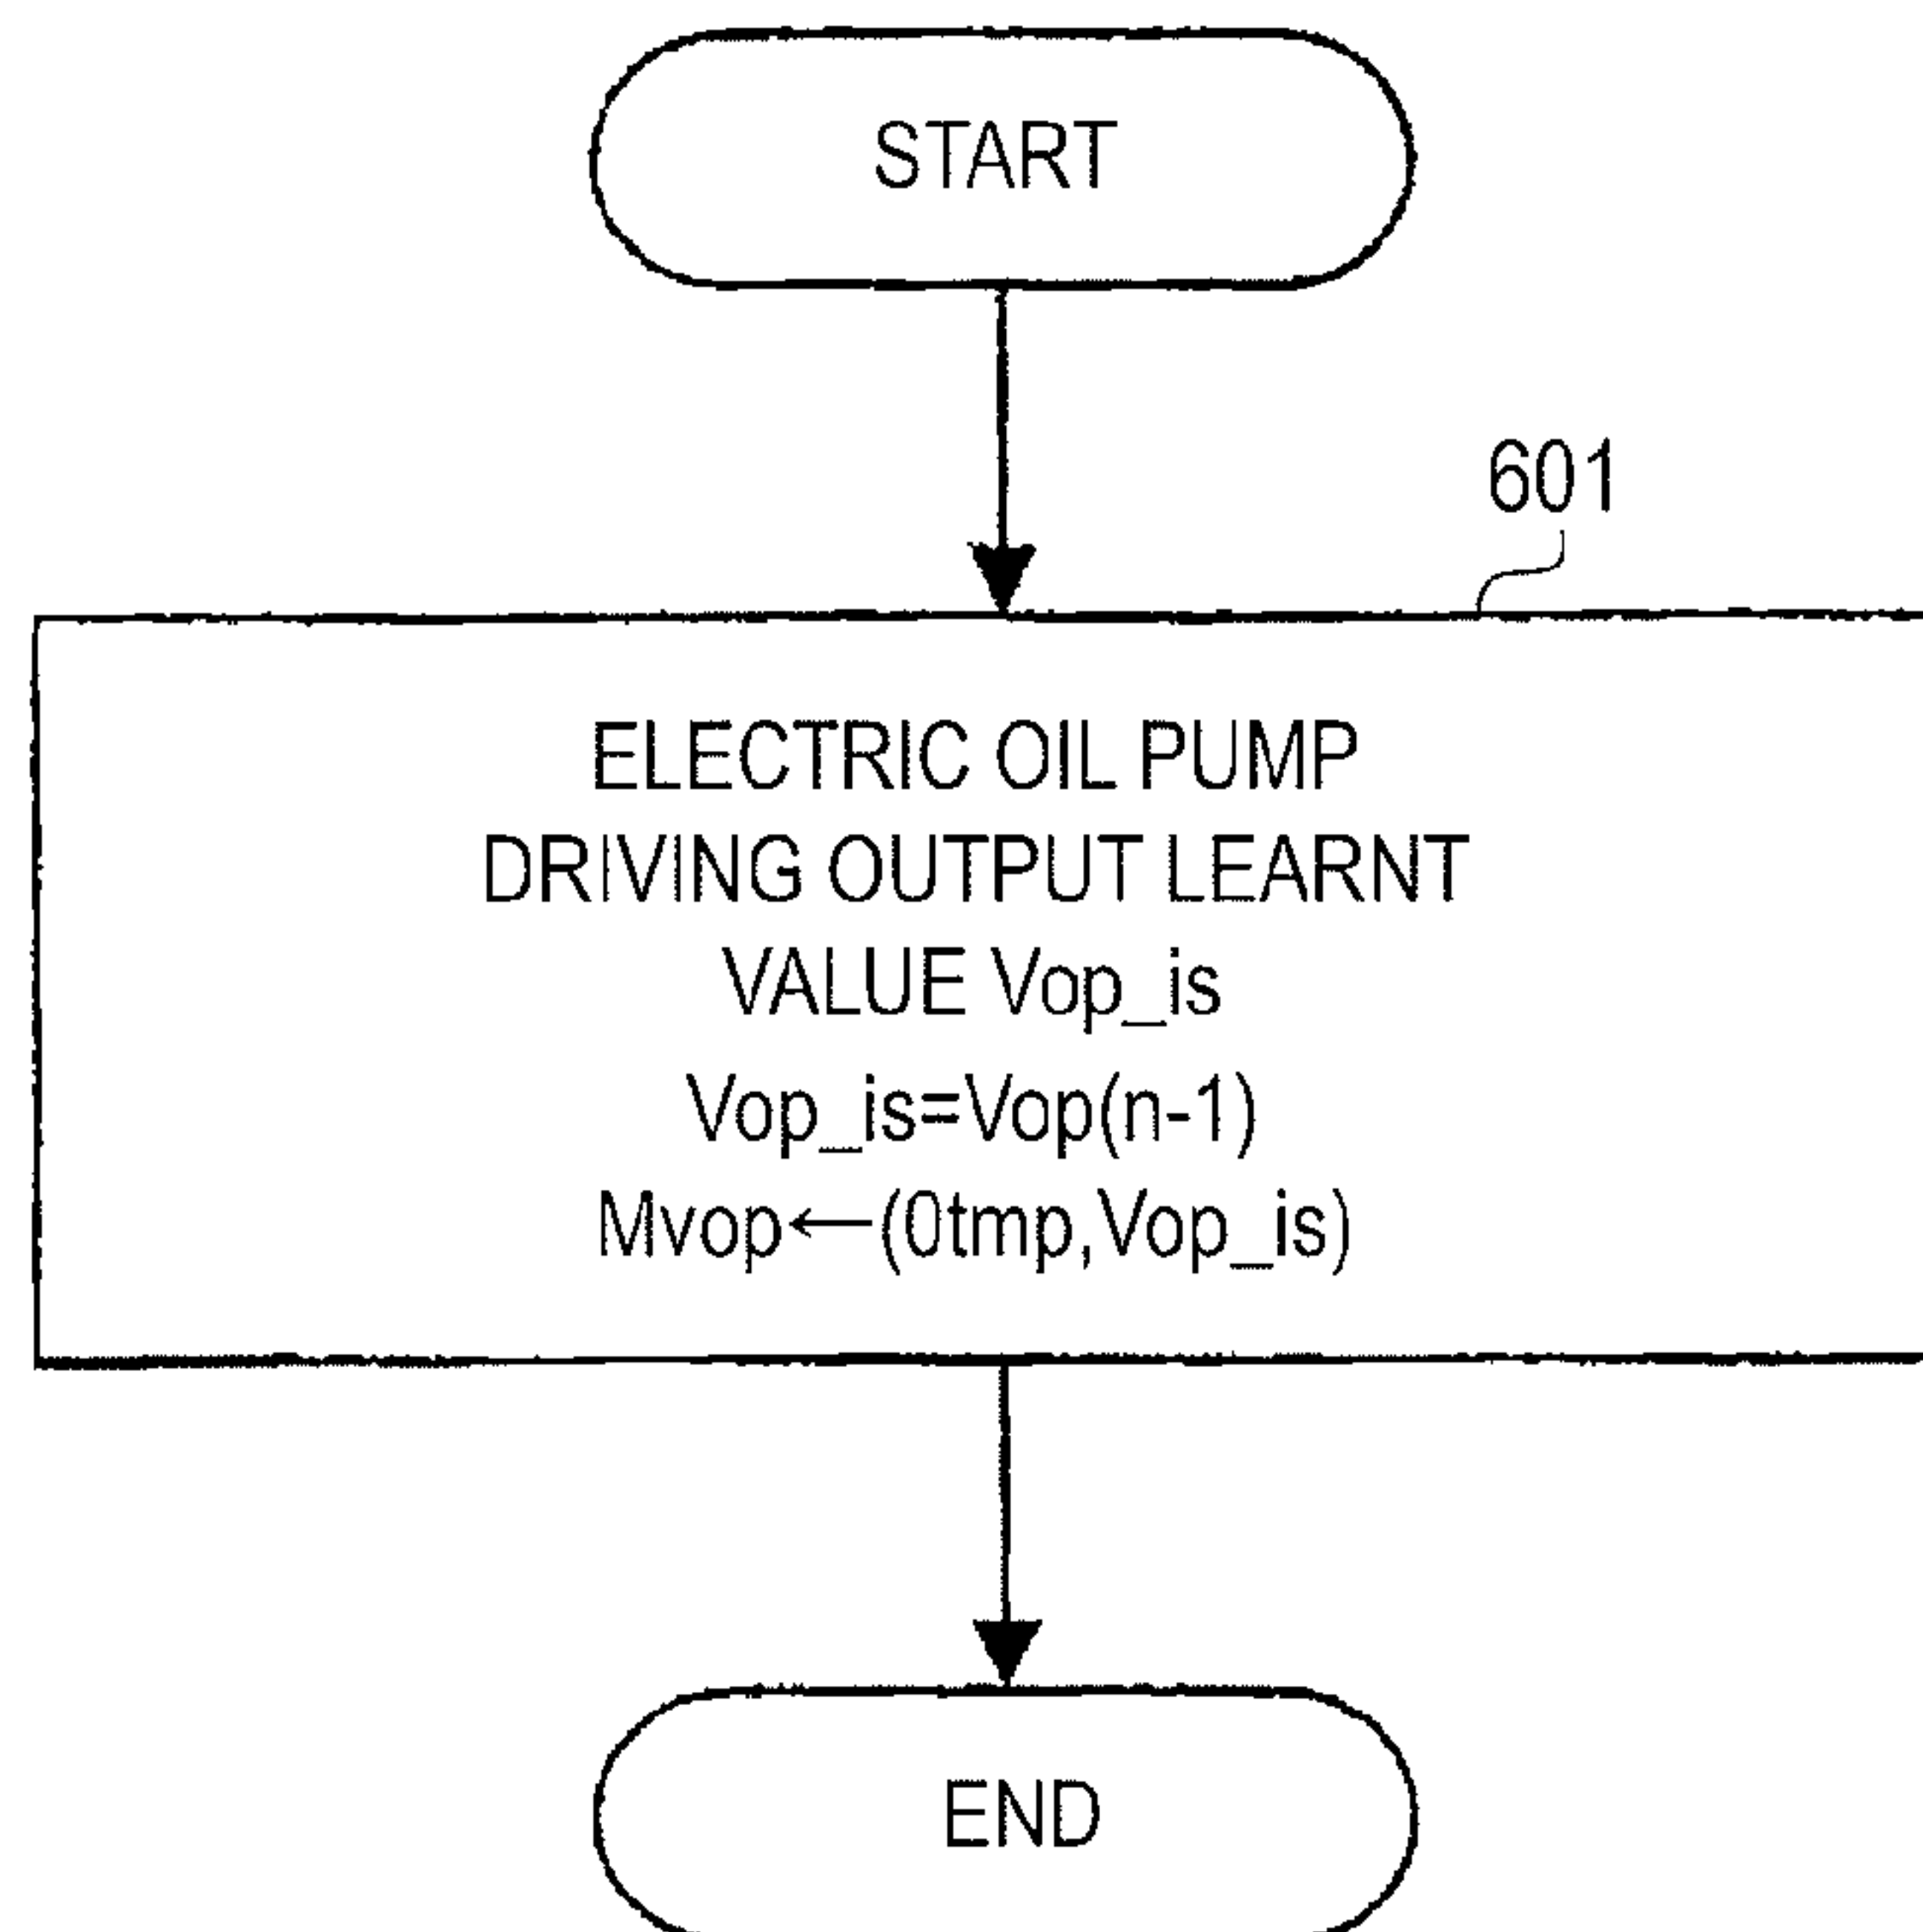 START
601
ELECTRIC OIL PUMP
DRIVING OUTPUT LEARNT
VALUE Vop_is
Vop_is=Vop(n-1)
Mvop←(0tmp,Vop_is)
END